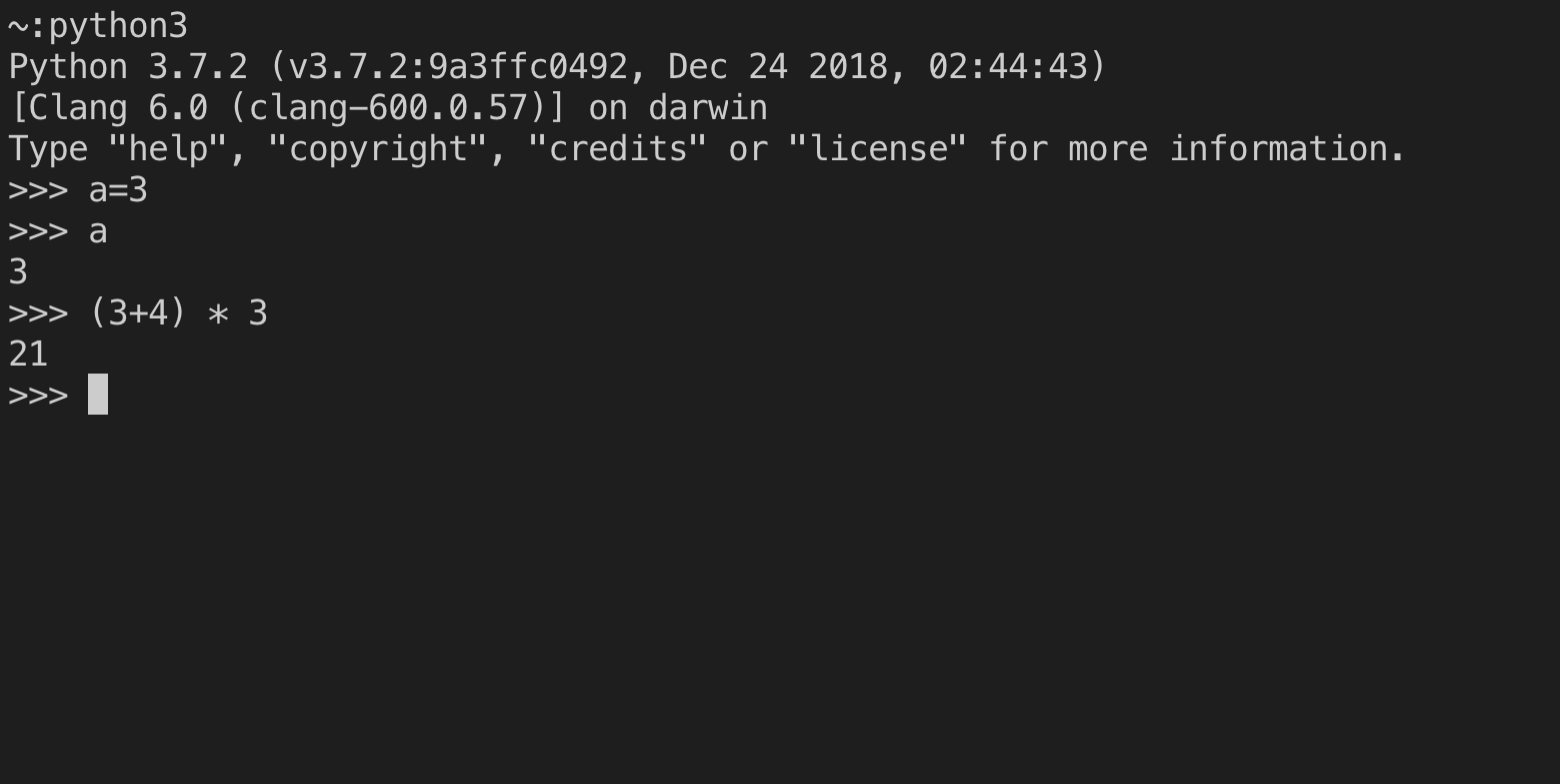 ~:python3
Python 3.7.2 (v3.7.2:9a3ffc0492, Dec 24 2018, 02:44:43)
[Clang 6.0 (clang-600.0.57)] on darwin
Type "help", "copyright", "credits" or "license" for more information.
>>> a=3
>>> a
3
>>> (3+4) * 3
21
>>>